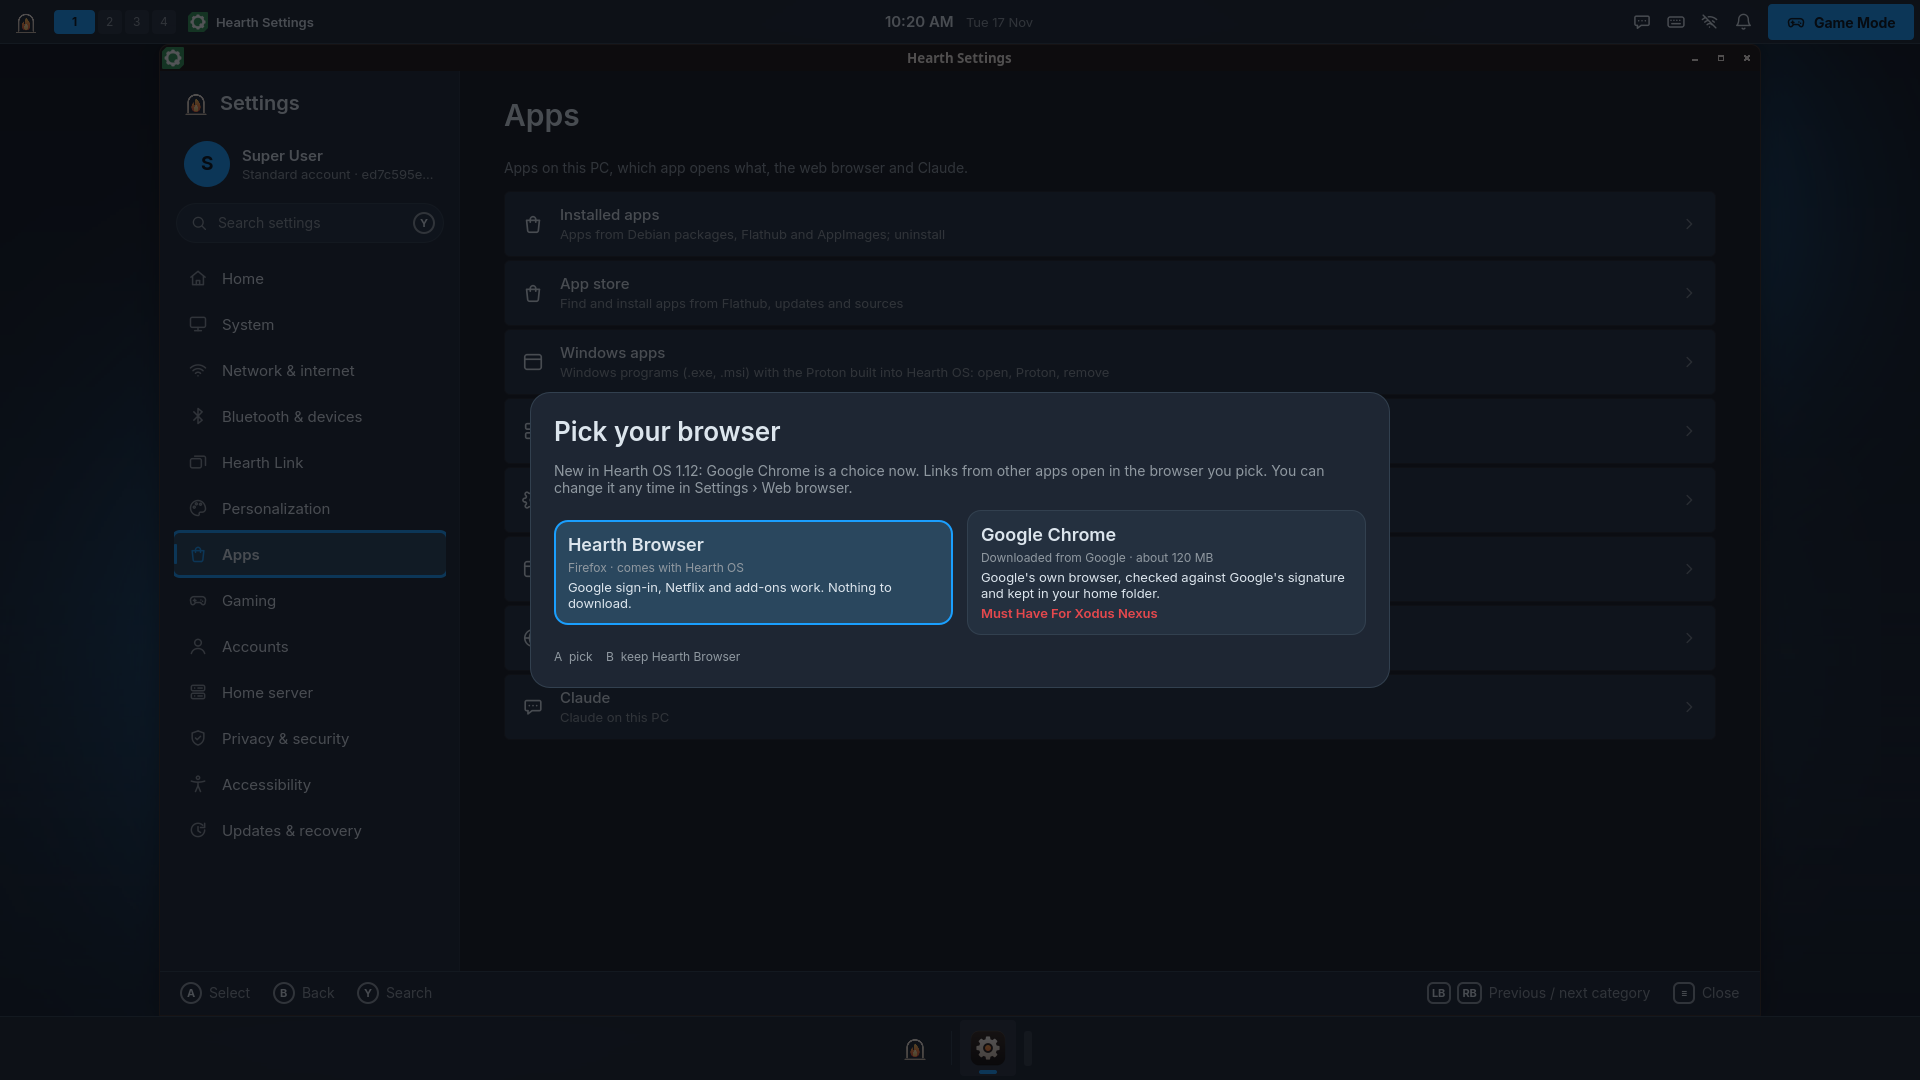 1 2 3 4 Hearth Settings
10:20 AM Tue 17 Nov
Game Mode
Hearth Settings
Settings
S
Super User
Standard account · ed7c595e...
Search settings Y
Home
System
Network & internet
Bluetooth & devices
Hearth Link
Personalization
Apps
Gaming
Accounts
Home server
Privacy & security
Accessibility
Updates & recovery
Apps
Apps on this PC, which app opens what, the web browser and Claude.
Installed apps
Apps from Debian packages, Flathub and AppImages; uninstall
App store
Find and install apps from Flathub, updates and sources
Windows apps
Windows programs (.exe, .msi) with the Proton built into Hearth OS: open, Proton, remove
Pick your browser
New in Hearth OS 1.12: Google Chrome is a choice now. Links from other apps open in the browser you pick. You can
change it any time in Settings › Web browser.
Hearth Browser
Firefox · comes with Hearth OS
Google sign-in, Netflix and add-ons work. Nothing to
download.
Google Chrome
Downloaded from Google · about 120 MB
Google's own browser, checked against Google's signature
and kept in your home folder.
Must Have For Xodus Nexus
A pick B keep Hearth Browser
Claude
Claude on this PC
A Select B Back Y Search
LB RB Previous / next category Close